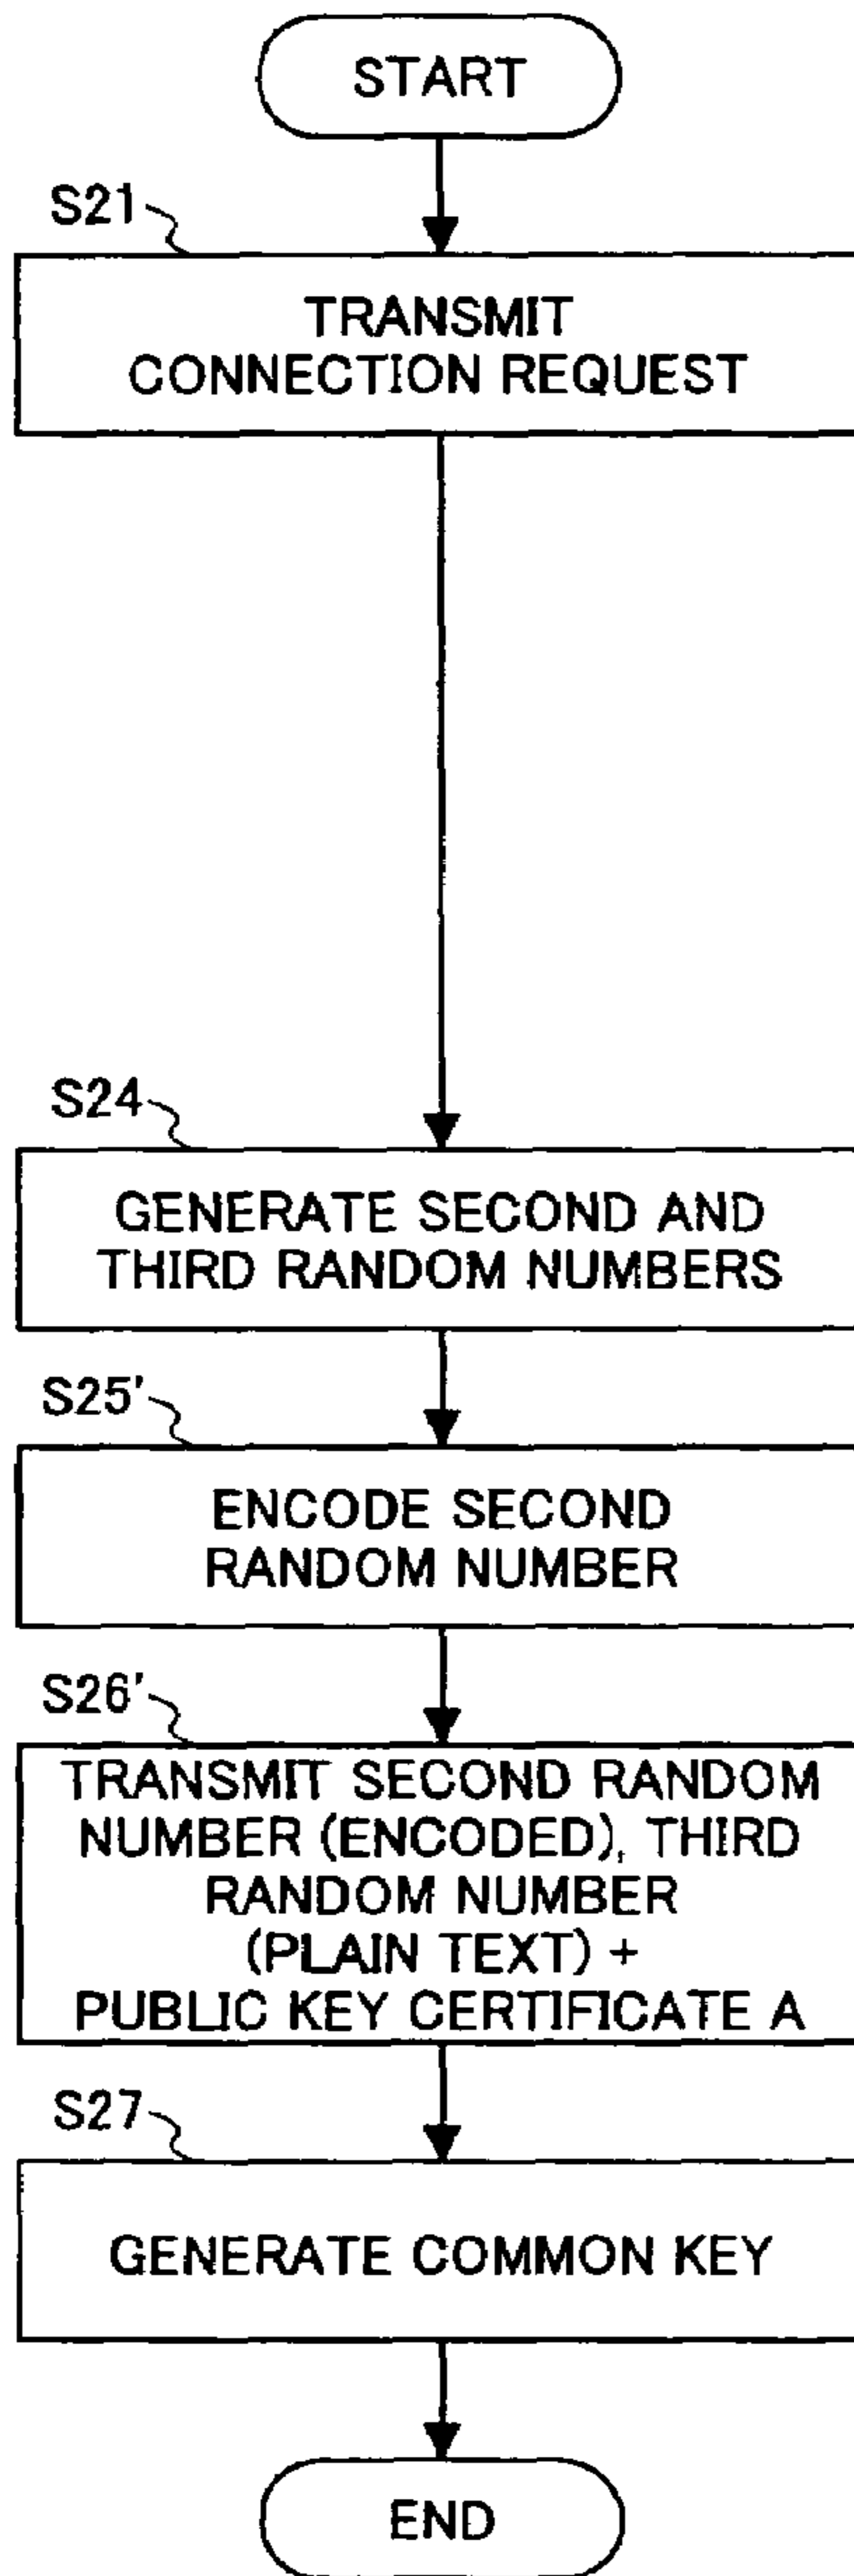 START
S21
TRANSMIT
CONNECTION REQUEST
S24
GENERATE SECOND AND
THIRD RANDOM NUMBERS
S25'
ENCODE SECOND
RANDOM NUMBER
S26'
TRANSMIT SECOND RANDOM
NUMBER (ENCODED), THIRD
RANDOM NUMBER
(PLAIN TEXT) +
PUBLIC KEY CERTIFICATE A
S27
GENERATE COMMON KEY
END